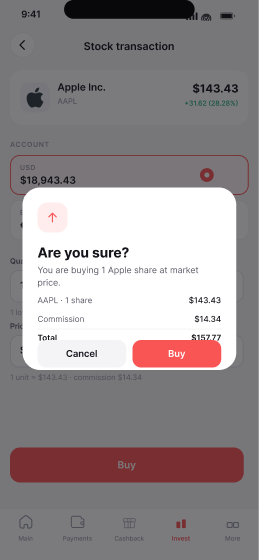 9:41
Stock transaction
Apple Inc.
AAPL
$143.43
+31.62 (28.28%)
ACCOUNT
USD
$18,943.43
Are you sure?
You are buying 1 Apple share at market
price.
AAPL · 1 share $143.43
Commission $14.34
Total $157.77
Cancel Buy
1 unit = $143.43 · commission $14.34
Buy
Main Payments Cashback Invest More